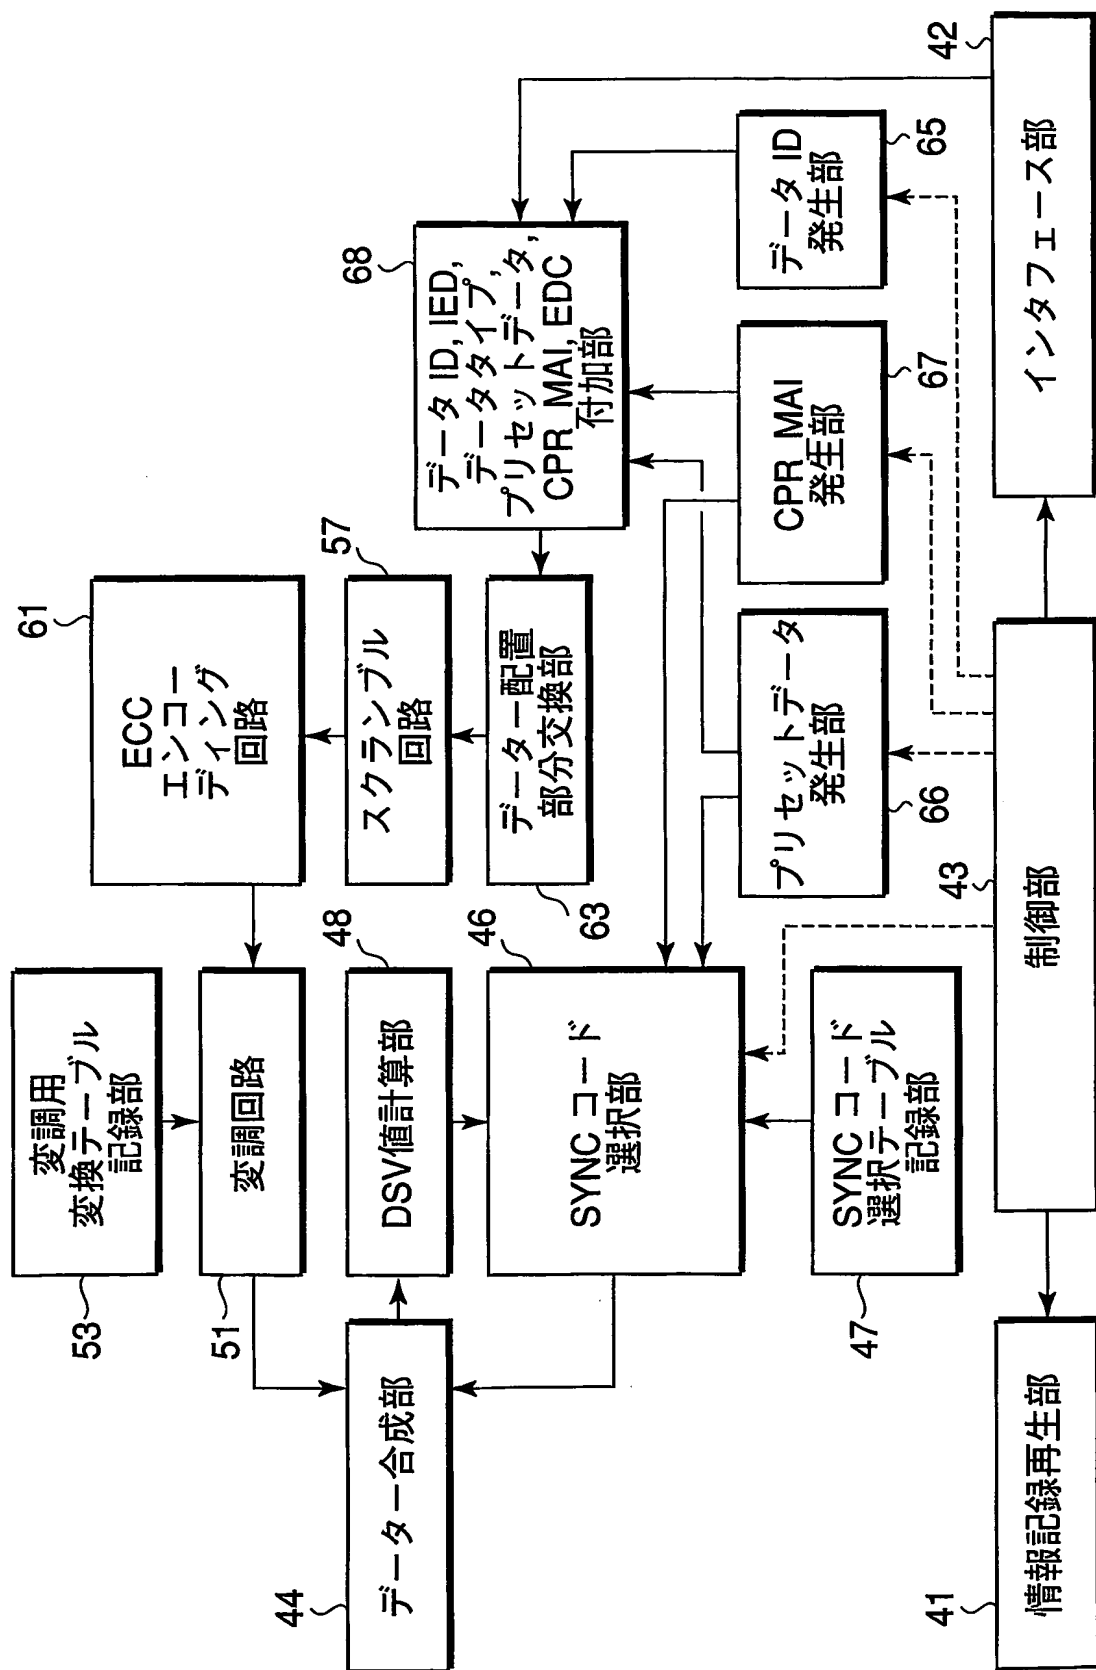 53
変調用
変換テーブル
記録部
61
ECC
エンコー
ディング
回路
51
変調回路
57
スクランブル
回路
68
データ ID, IED,
データタイプ,
プリセットデータ,
CPR MAI, EDC
付加部
44
データー合成部
48
DSV値計算部
63
データー配置
部分交換部
46
SYNC コード
選択部
47
SYNC コード
選択テーブル
記録部
66
プリセットデータ
発生部
67
CPR MAI
発生部
65
データ ID
発生部
41
情報記録再生部
43
制御部
42
インタフェース部